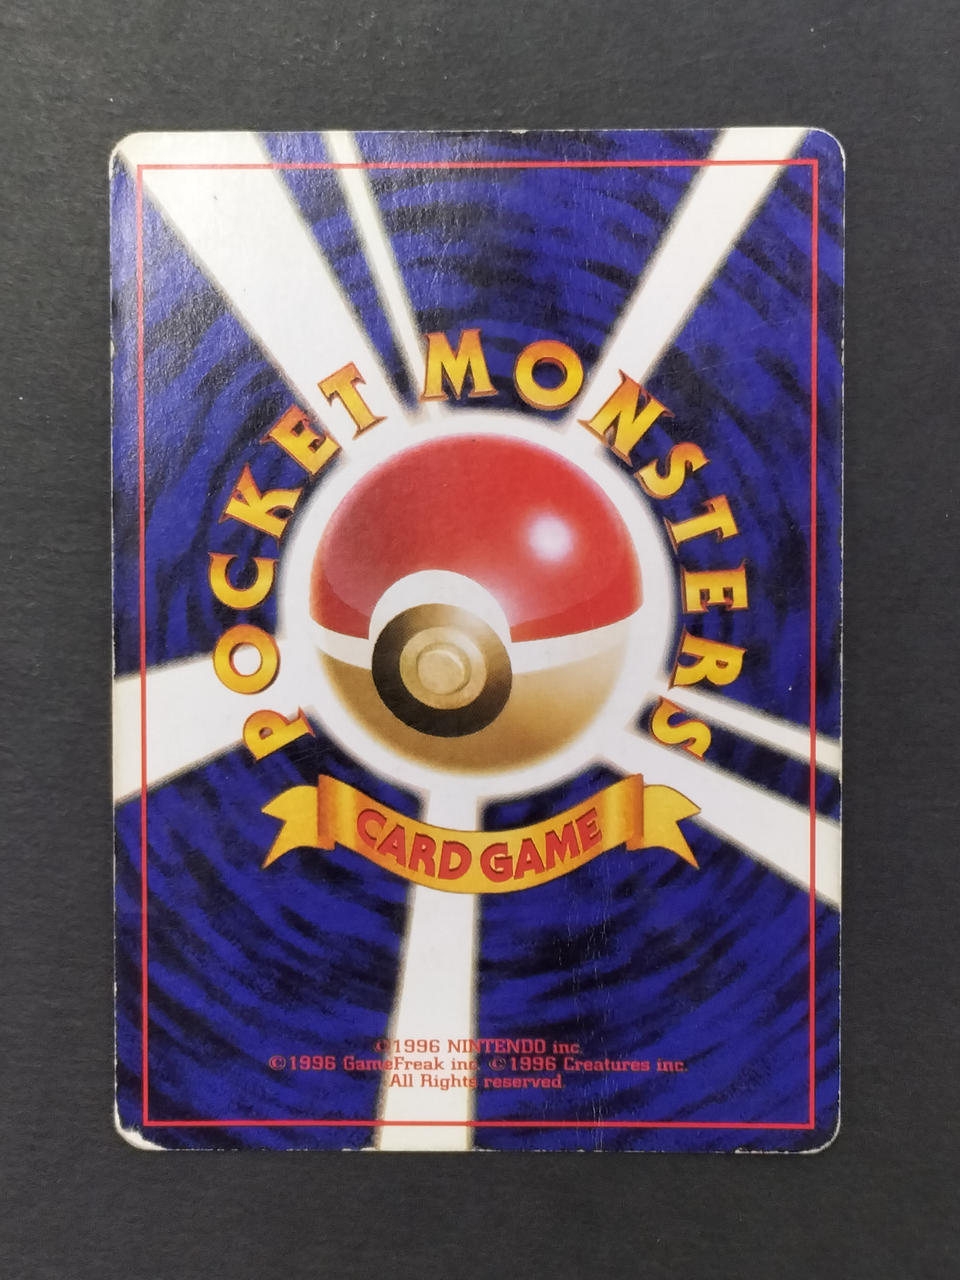 POCKET MONSTERS
CARD GAME
©1996 NINTENDO inc.
©1996 GameFreak inc. ©1996 Creatures inc.
All Rights reserved.